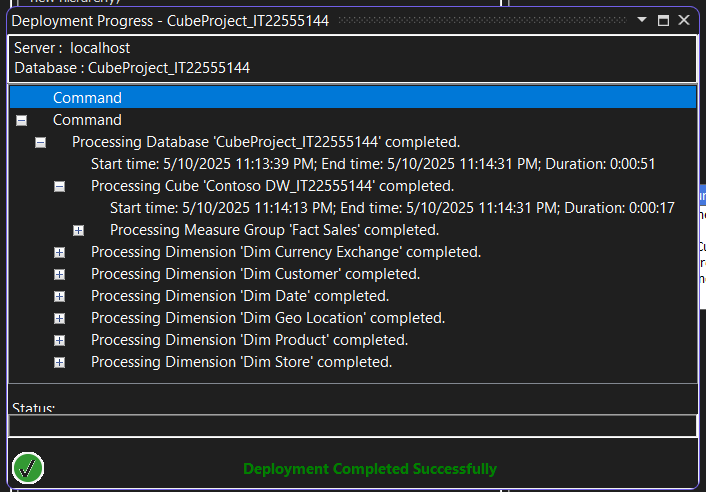 new hierarchy,
Deployment Progress - CubeProject_IT22555144
Server : localhost
Database : CubeProject_IT22555144
Command
Command
Processing Database 'CubeProject_IT22555144' completed.
Start time: 5/10/2025 11:13:39 PM; End time: 5/10/2025 11:14:31 PM; Duration: 0:00:51
Processing Cube 'Contoso DW_IT22555144' completed.
Start time: 5/10/2025 11:14:13 PM; End time: 5/10/2025 11:14:31 PM; Duration: 0:00:17
Processing Measure Group 'Fact Sales' completed.
Processing Dimension 'Dim Currency Exchange' completed.
Processing Dimension 'Dim Customer' completed.
Processing Dimension 'Dim Date' completed.
Processing Dimension 'Dim Geo Location' completed.
Processing Dimension 'Dim Product' completed.
Processing Dimension 'Dim Store' completed.
Status:
Deployment Completed Successfully